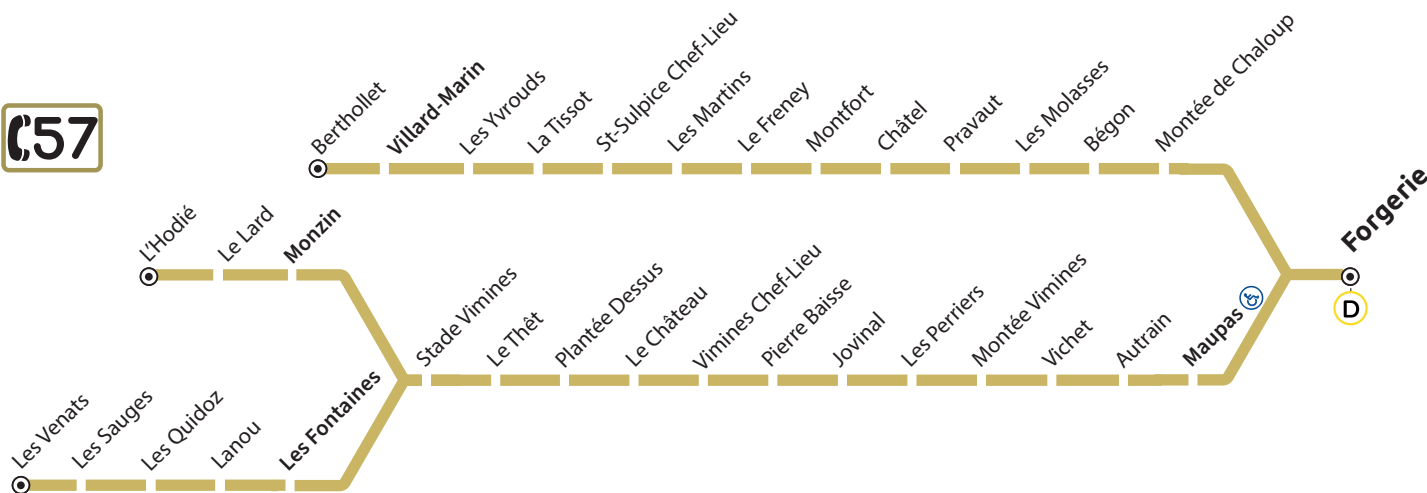 57
Berthollet
Villard-Marin
Les Yvrouds
La Tissot
St-Sulpice Chef-Lieu
Les Martins
Le Freney
Montfort
Châtel
Pravaut
Les Molasses
Bégon
Montée de Chaloup
Forgerie
D
L'Hodié
Le Lard
Monzin
Stade Vimines
Le Thêt
Plantée Dessus
Le Château
Vimines Chef-Lieu
Pierre Baisse
Jovinal
Les Perriers
Montée Vimines
Vichet
Autrain
Maupas
Les Venats
Les Sauges
Les Quidoz
Lanou
Les Fontaines